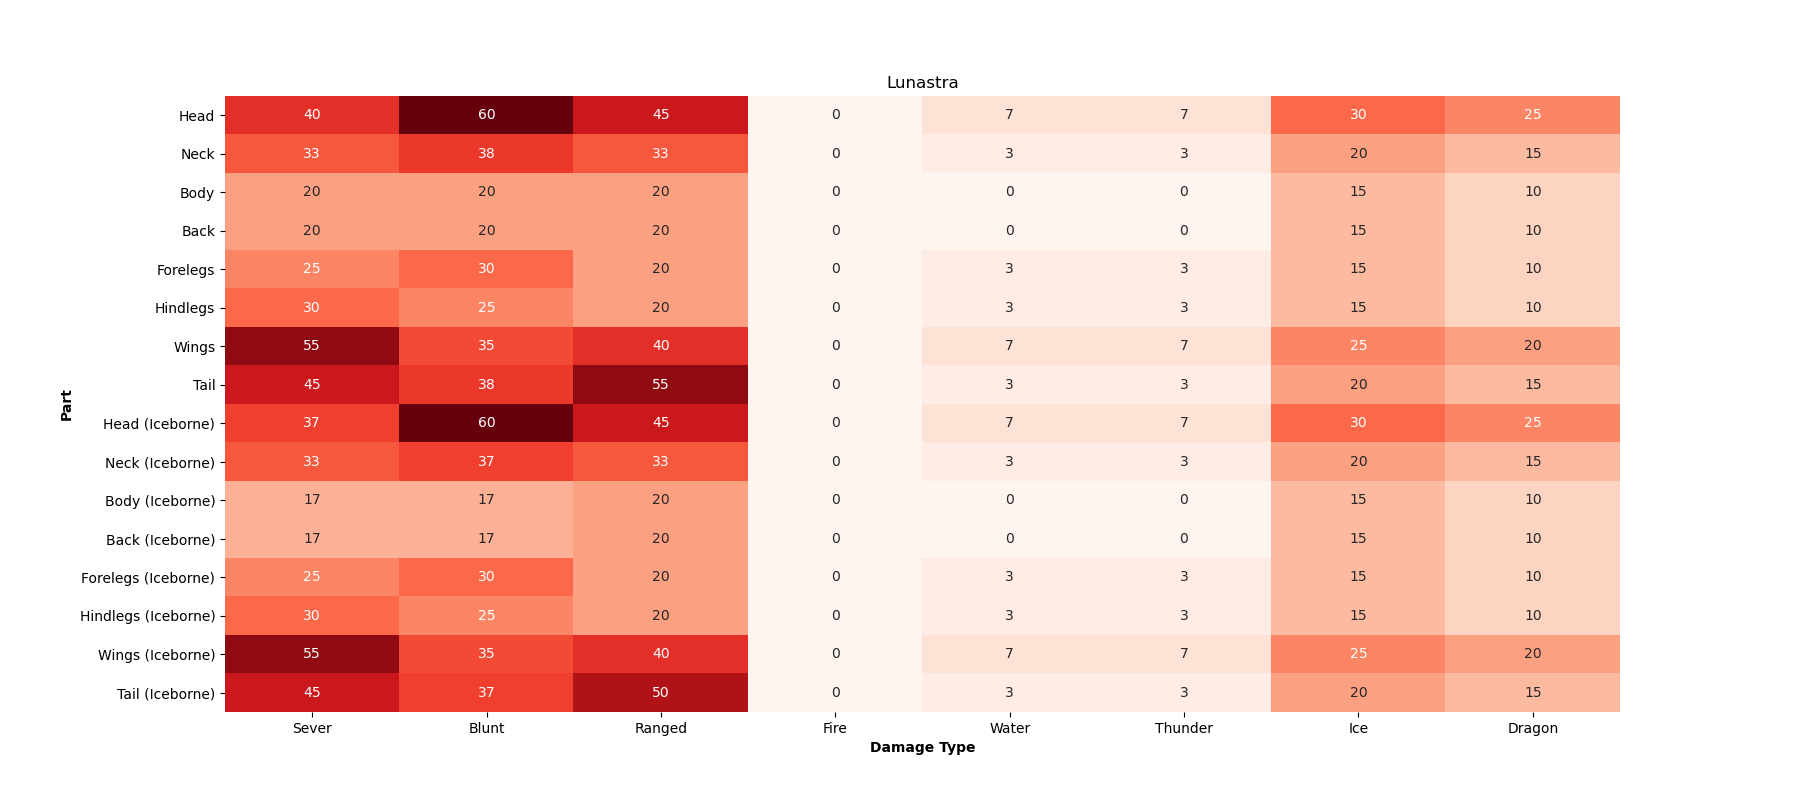 Lunastra
Part
Head 40 60 45 0 7 7 30 25
Neck 33 38 33 0 3 3 20 15
Body 20 20 20 0 0 0 15 10
Back 20 20 20 0 0 0 15 10
Forelegs 25 30 20 0 3 3 15 10
Hindlegs 30 25 20 0 3 3 15 10
Wings 55 35 40 0 7 7 25 20
Tail 45 38 55 0 3 3 20 15
Head (Iceborne) 37 60 45 0 7 7 30 25
Neck (Iceborne) 33 37 33 0 3 3 20 15
Body (Iceborne) 17 17 20 0 0 0 15 10
Back (Iceborne) 17 17 20 0 0 0 15 10
Forelegs (Iceborne) 25 30 20 0 3 3 15 10
Hindlegs (Iceborne) 30 25 20 0 3 3 15 10
Wings (Iceborne) 55 35 40 0 7 7 25 20
Tail (Iceborne) 45 37 50 0 3 3 20 15
Sever Blunt Ranged Fire Water Thunder Ice Dragon
Damage Type